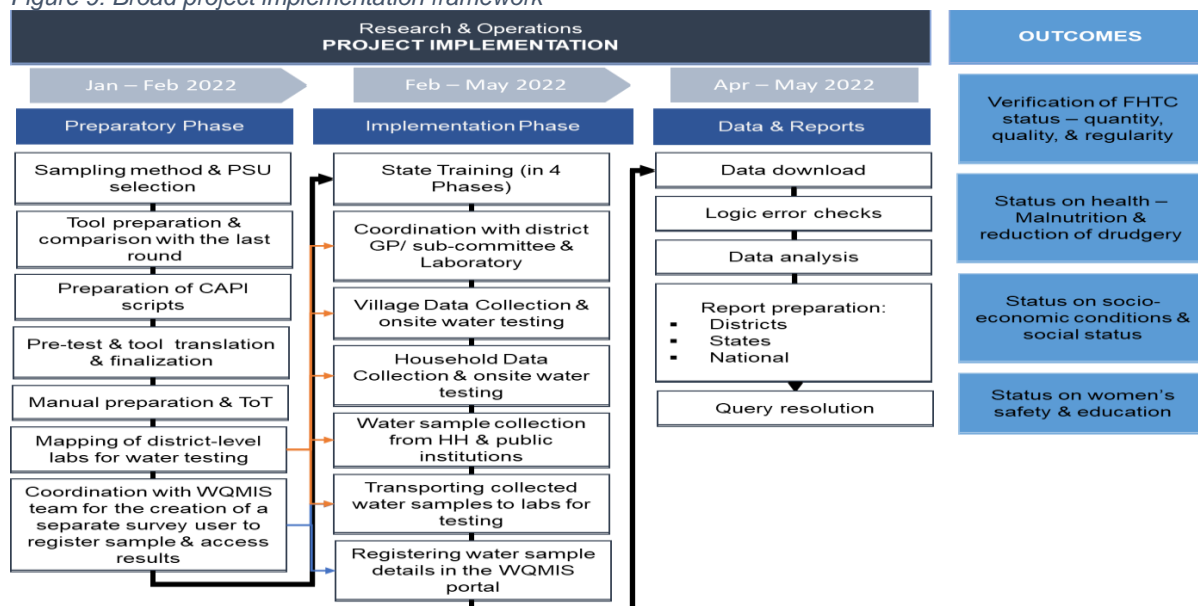 Figure 9: Broad project implementation framework
Research & Operations
PROJECT IMPLEMENTATION
Jan – Feb 2022
Preparatory Phase
Sampling method & PSU
selection
Tool preparation &
comparison with the last
round
Preparation of CAPI
scripts
Pre-test & tool translation
& finalization
Manual preparation & ToT
Mapping of district-level
labs for water testing
Coordination with WQMIS
team for the creation of a
separate survey user to
register sample & access
results
Feb – May 2022
Implementation Phase
State Training (in 4
Phases)
Coordination with district
GP/ sub-committee &
Laboratory
Village Data Collection &
onsite water testing
Household Data
Collection & onsite water
testing
Water sample collection
from HH & public
institutions
Transporting collected
water samples to labs for
testing
Registering water sample
details in the WQMIS
portal
Apr – May 2022
Data & Reports
Data download
Logic error checks
Data analysis
Report preparation:
▪ Districts
▪ States
▪ National
Query resolution
OUTCOMES
Verification of FHTC
status – quantity,
quality, & regularity
Status on health –
Malnutrition &
reduction of drudgery
Status on socio-
economic conditions &
social status
Status on women's
safety & education